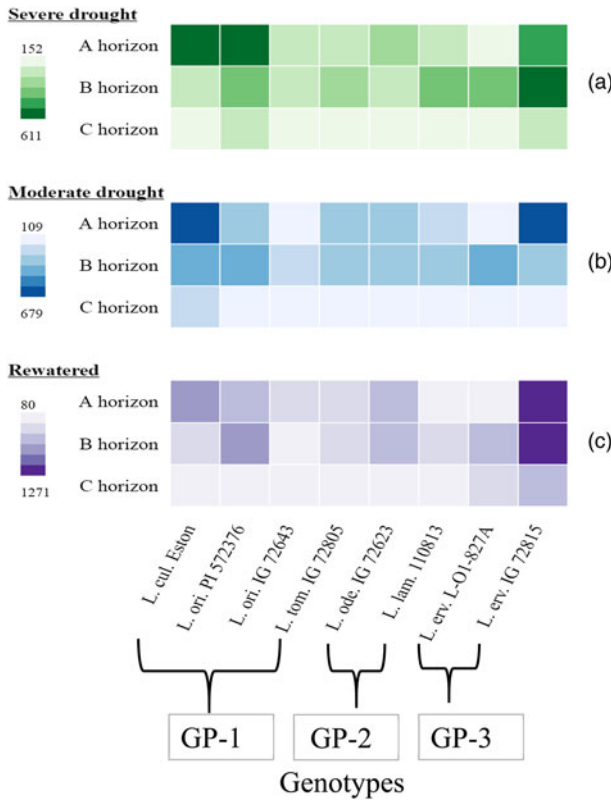 Severe drought
152
611
A horizon
B horizon
C horizon
(a)
Moderate drought
109
679
A horizon
B horizon
C horizon
(b)
Rewatered
80
1271
A horizon
B horizon
C horizon
(c)
L. cul. Eston
L. ori. PI 572376
L. ori. IG 72643
L. tom. IG 72805
L. ode. IG 72623
L. lam. 110813
L. erv. L-O1-827A
L. erv. IG 72815
GP-1
GP-2
GP-3
Genotypes